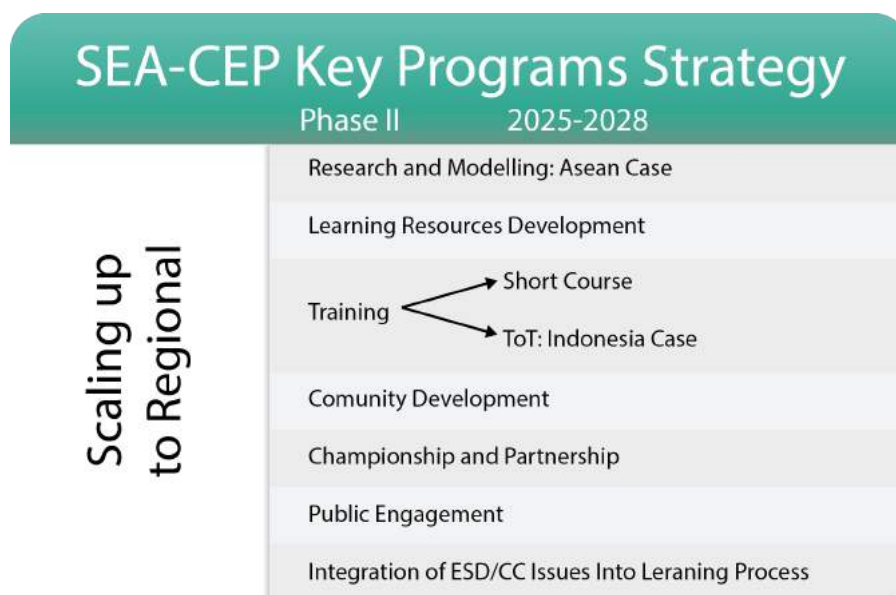 SEA-CEP Key Programs Strategy
Phase II 2025-2028
Scaling up
to Regional
Research and Modelling: Asean Case
Learning Resources Development
Training
Short Course
ToT: Indonesia Case
Comunity Development
Championship and Partnership
Public Engagement
Integration of ESD/CC Issues Into Leraning Process